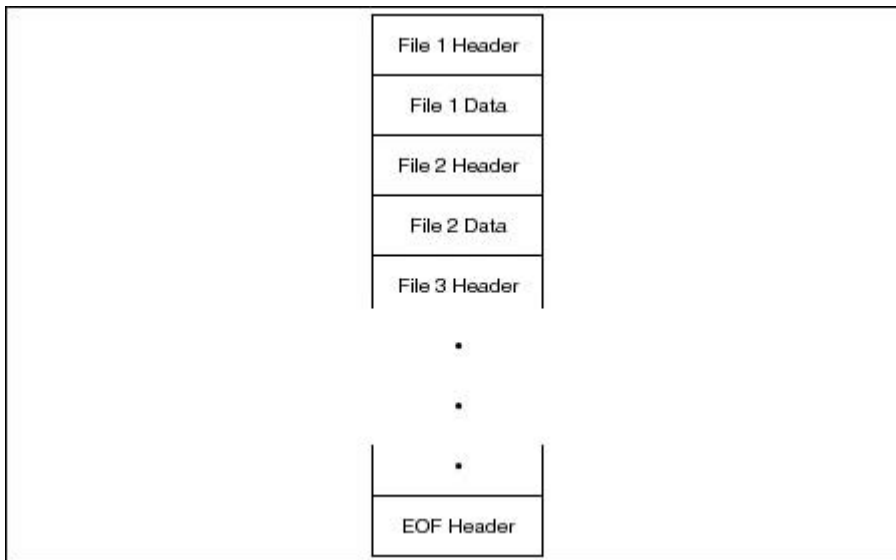 File 1 Header
File 1 Data
File 2 Header
File 2 Data
File 3 Header
EOF Header